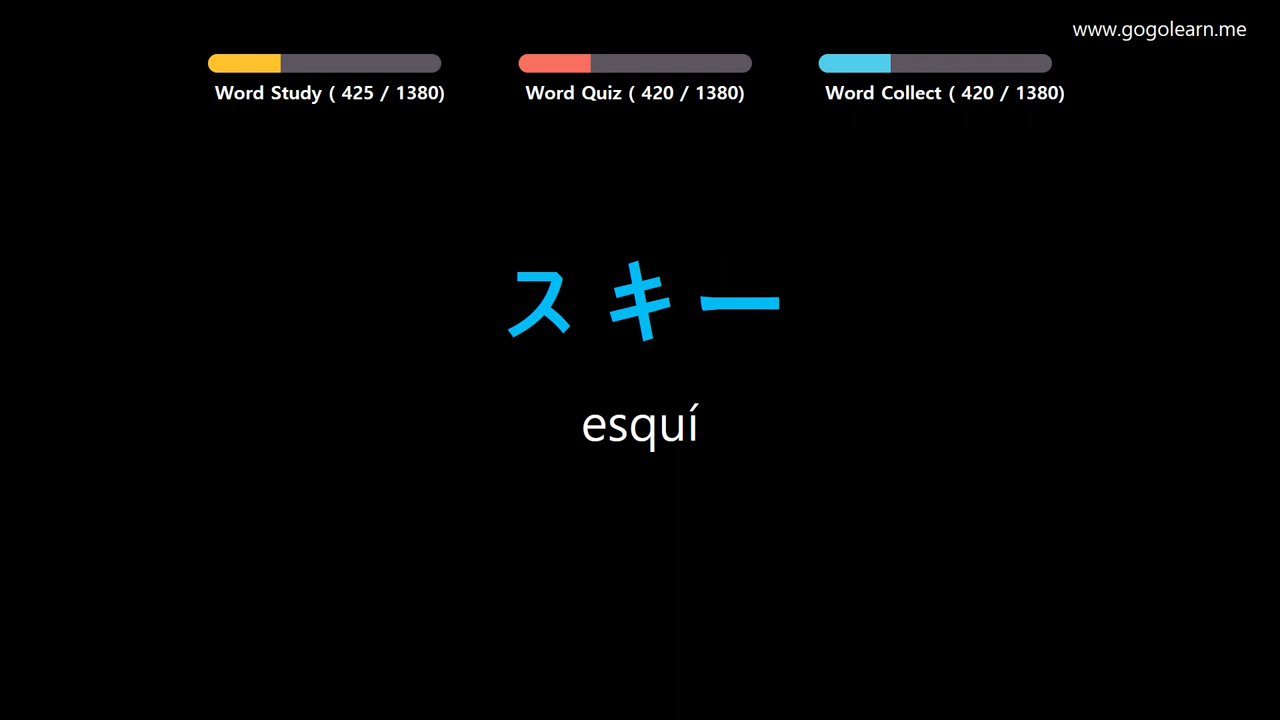 www.gogolearn.me
Word Study ( 425 / 1380)
Word Quiz ( 420 / 1380)
Word Collect ( 420 / 1380)
スキー
esquí